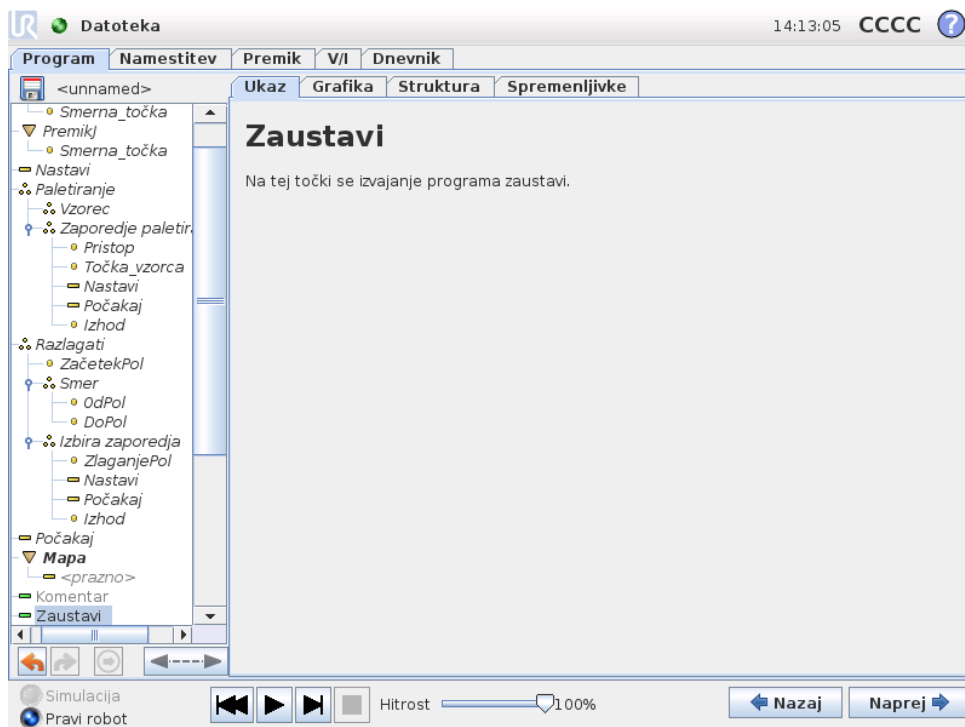 UR Datoteka 14:13:05 CCCC ?
Program Namestitev Premik V/I Dnevnik
<unnamed>
Ukaz Grafika Struktura Spremenljivke
Smerna_točka
PremikJ
Smerna_točka
Nastavi
Paletiranje
Vzorec
Zaporedje paletir
Pristop
Točka_vzorca
Nastavi
Počakaj
Izhod
Razlagati
ZačetekPol
Smer
OdPol
DoPol
Izbira zaporedja
ZlaganjePol
Nastavi
Počakaj
Izhod
Počakaj
Mapa
<prazno>
Komentar
Zaustavi
Zaustavi
Na tej točki se izvajanje programa zaustavi.
Simulacija
Pravi robot
Hitrost 100%
Nazaj Naprej